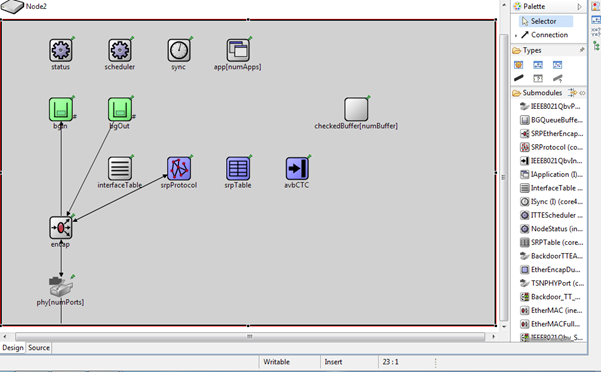 Node2
Palette
Selector
Connection
Types
status
scheduler
sync
app[numApps]
Submodules
IEEE8021QbvP...
BGQueueBuffe...
SRPEtherEncap...
SRProtocol (co...
IEEE8021QbvIn...
IApplication (I)...
InterfaceTable ...
ISync (I) (core4...
ITTEScheduler ...
NodeStatus (in...
SRPTable (core...
BackdoorTTEA...
EtherEncapDu...
TSNPHYPort (c...
Backdoor_TT_...
EtherMAC (ine...
EtherMACFull...
IEEE8021Qbv_S...
bgIn
bgOut
checkedBuffer[numBuffer]
interfaceTable
srpProtocol
srpTable
avbCTC
encap
phy[numPorts]
Design
Source
Writable
Insert
23 : 1